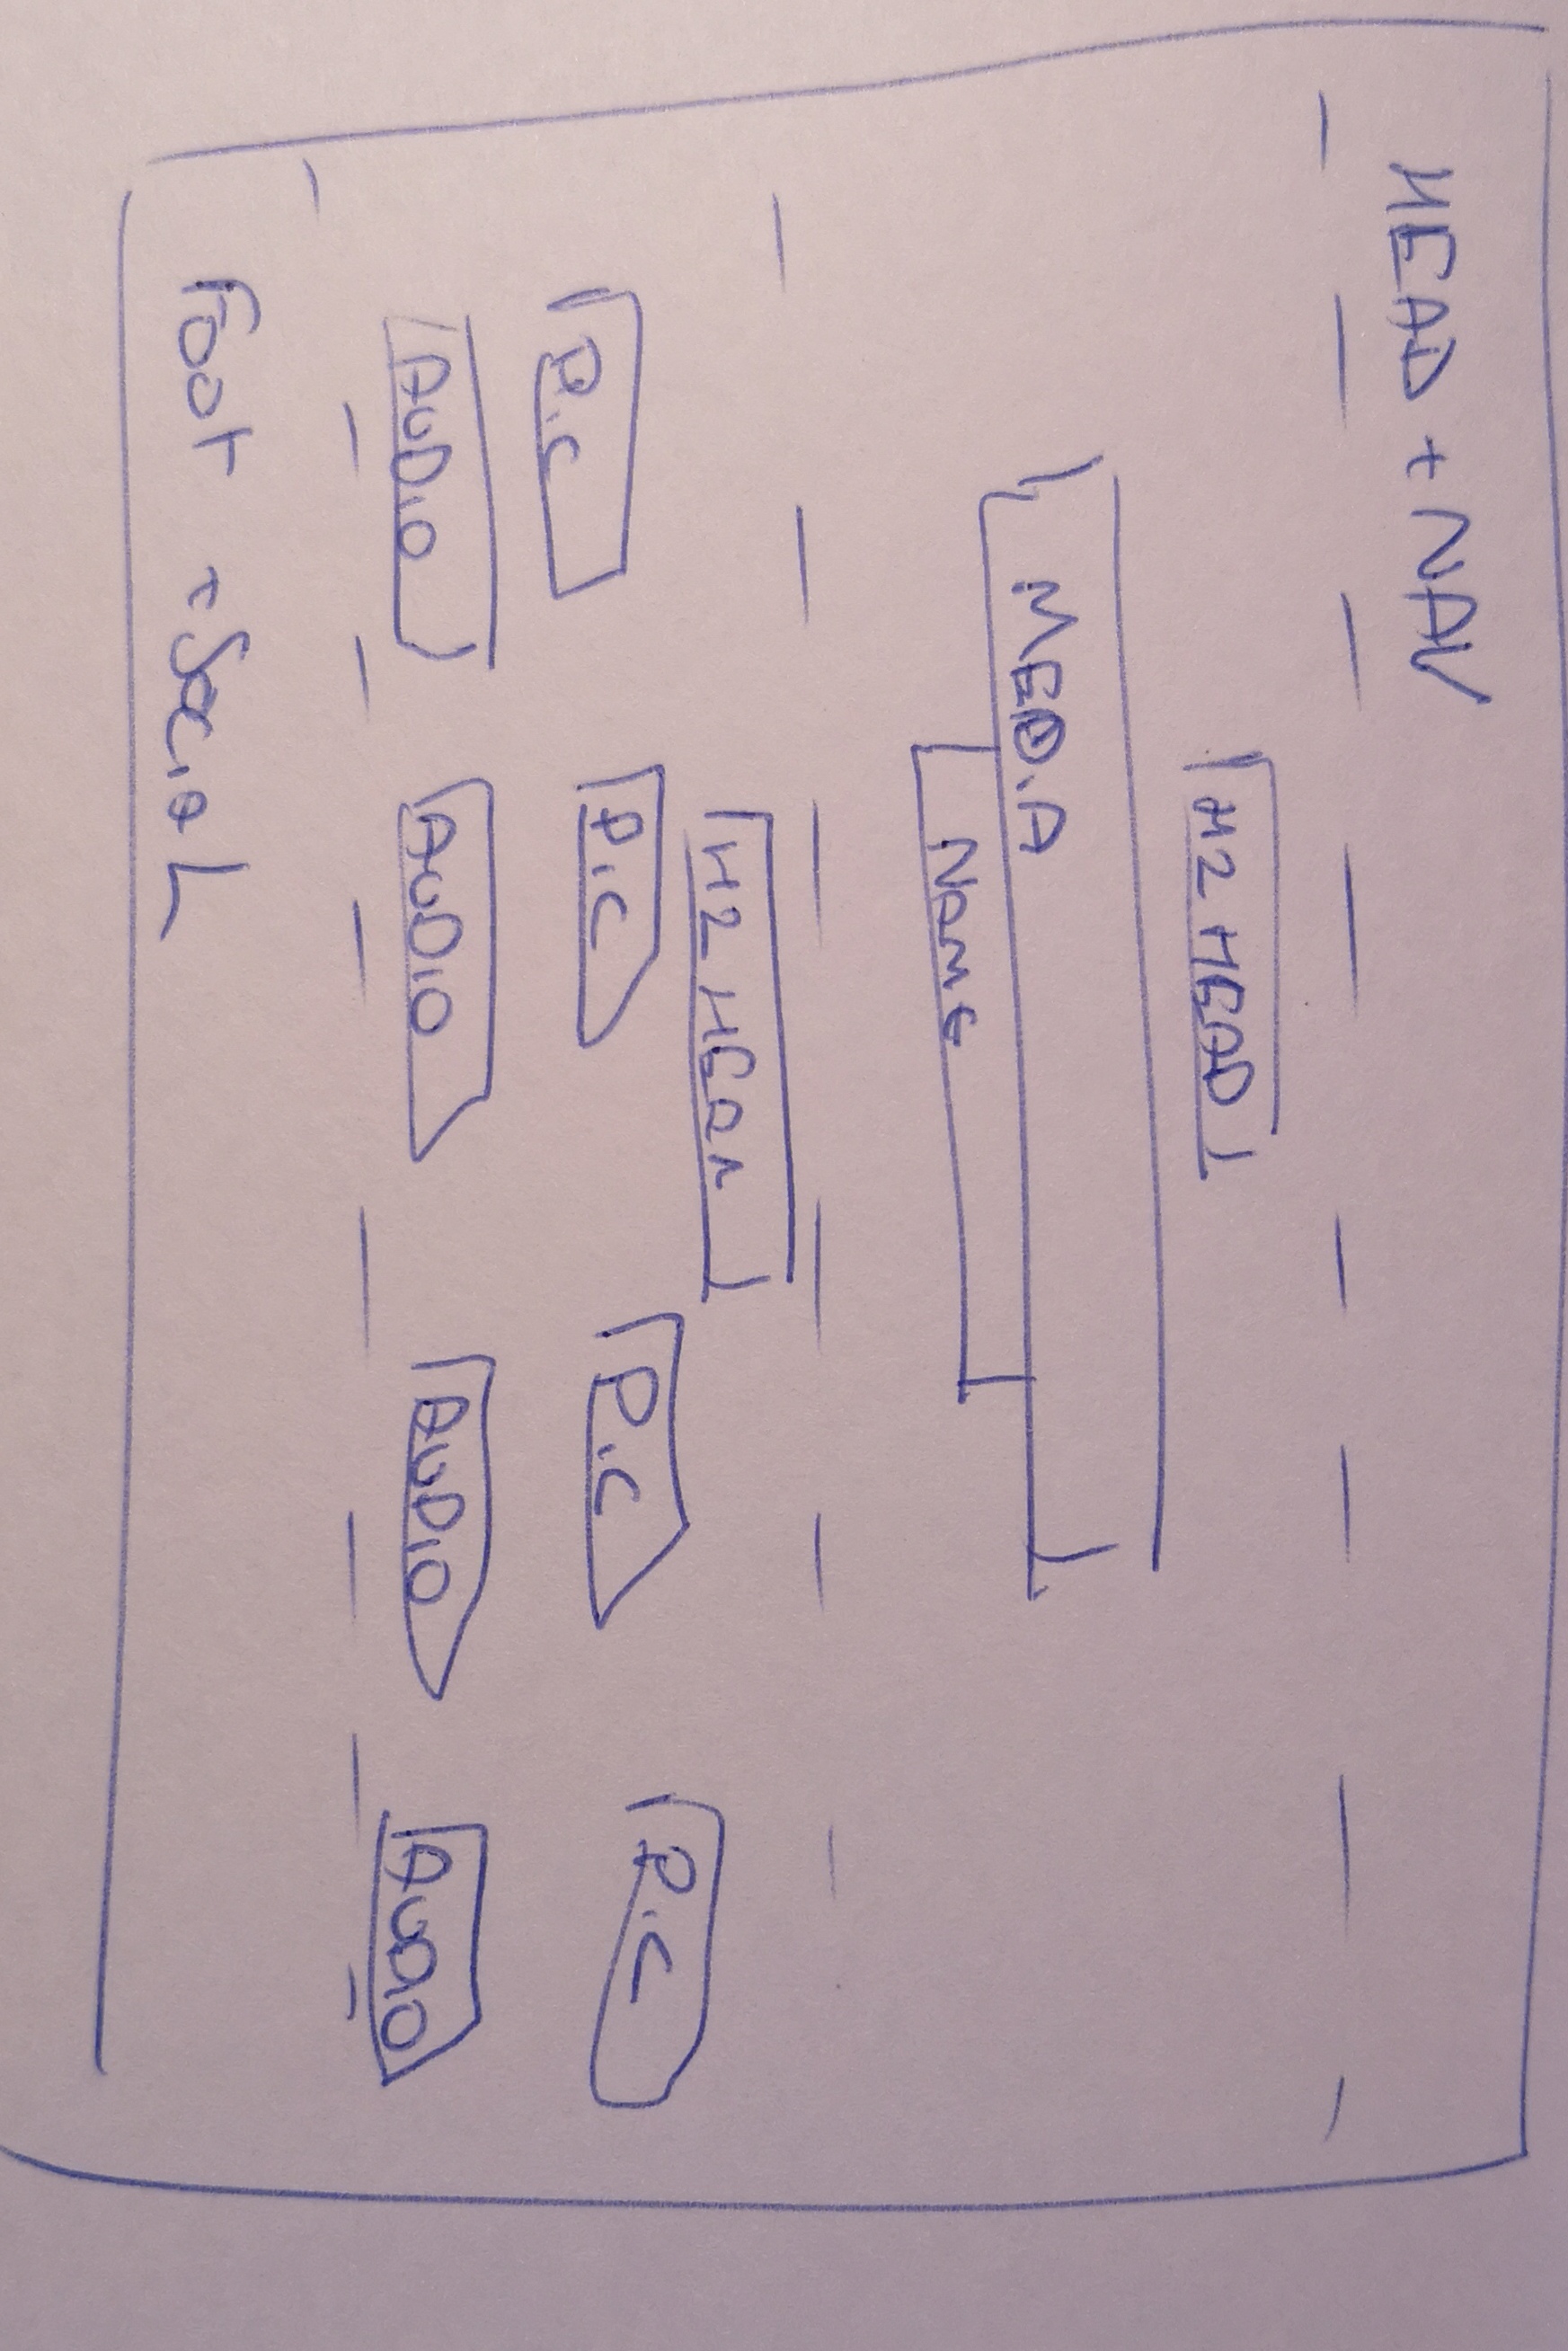 HEAD + NAV
H2 HEAD
MEDIA
NAME
H2 HEAD
PIC PIC PIC PIC
AUDIO AUDIO AUDIO AUDIO
FOOT + SOCIAL